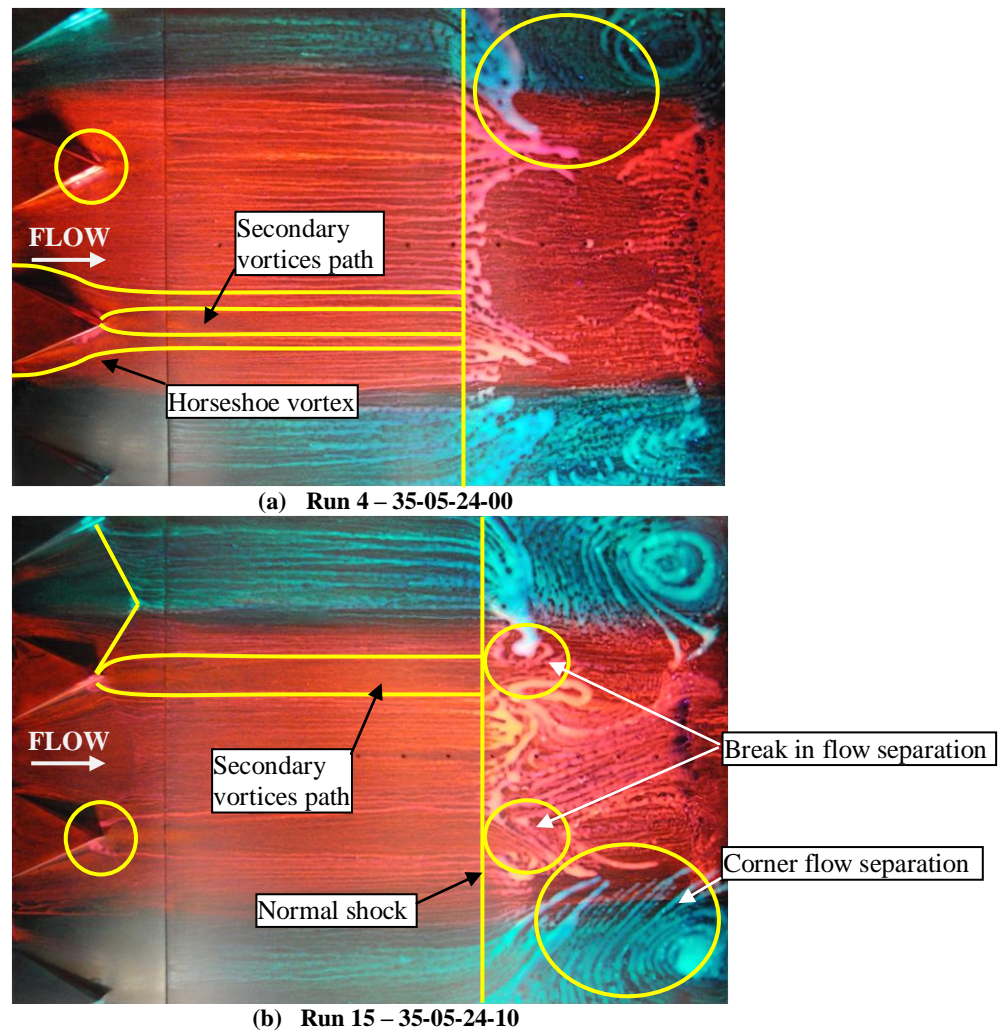 FLOW
Secondary
vortices path
Horseshoe vortex
(a) Run 4 – 35-05-24-00
FLOW
Secondary
vortices path
Normal shock
Break in flow separation
Corner flow separation
(b) Run 15 – 35-05-24-10